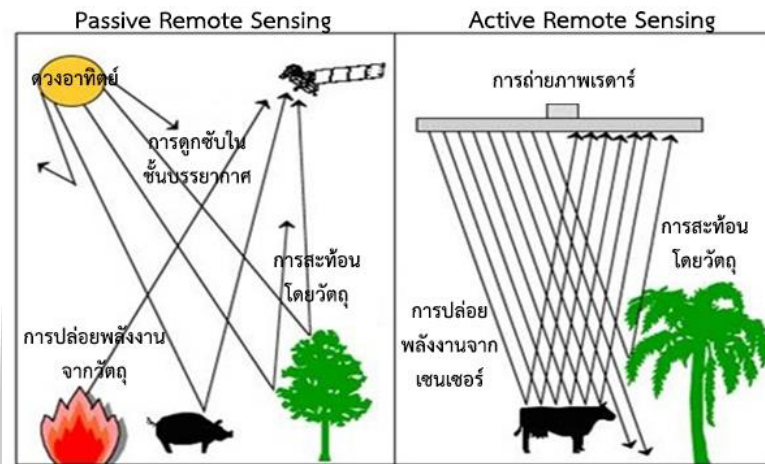 Passive Remote Sensing
ดวงอาทิตย์
การดูกซับใน
ชั้นบรรยากาศ
การสะท้อน
โดยวัตถุ
การปล่อยพลังงาน
จากวัตถุ
Active Remote Sensing
การถ่ายภาพเรดาร์
การสะท้อน
โดยวัตถุ
การปล่อย
พลังงานจาก
เซนเซอร์